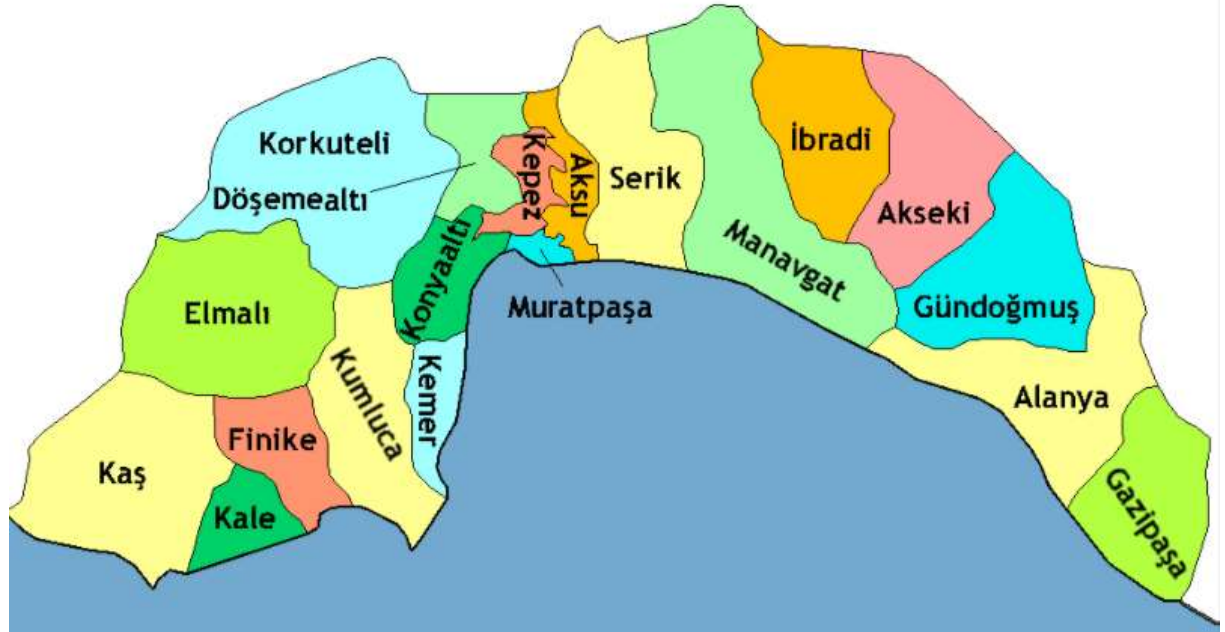 Korkuteli
Döşemealtı
Kepez
Aksu
Serik
İbradi
Akseki
Manavgat
Gündoğmuş
Elmalı
Konyaaltı
Muratpaşa
Kumluca
Kemer
Alanya
Gazipaşa
Finike
Kaş
Kale